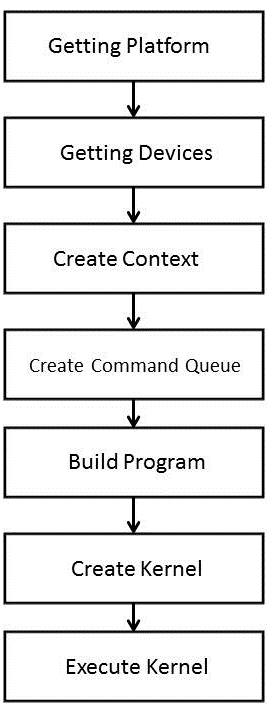 Getting Platform
Getting Devices
Create Context
Create Command Queue
Build Program
Create Kernel
Execute Kernel